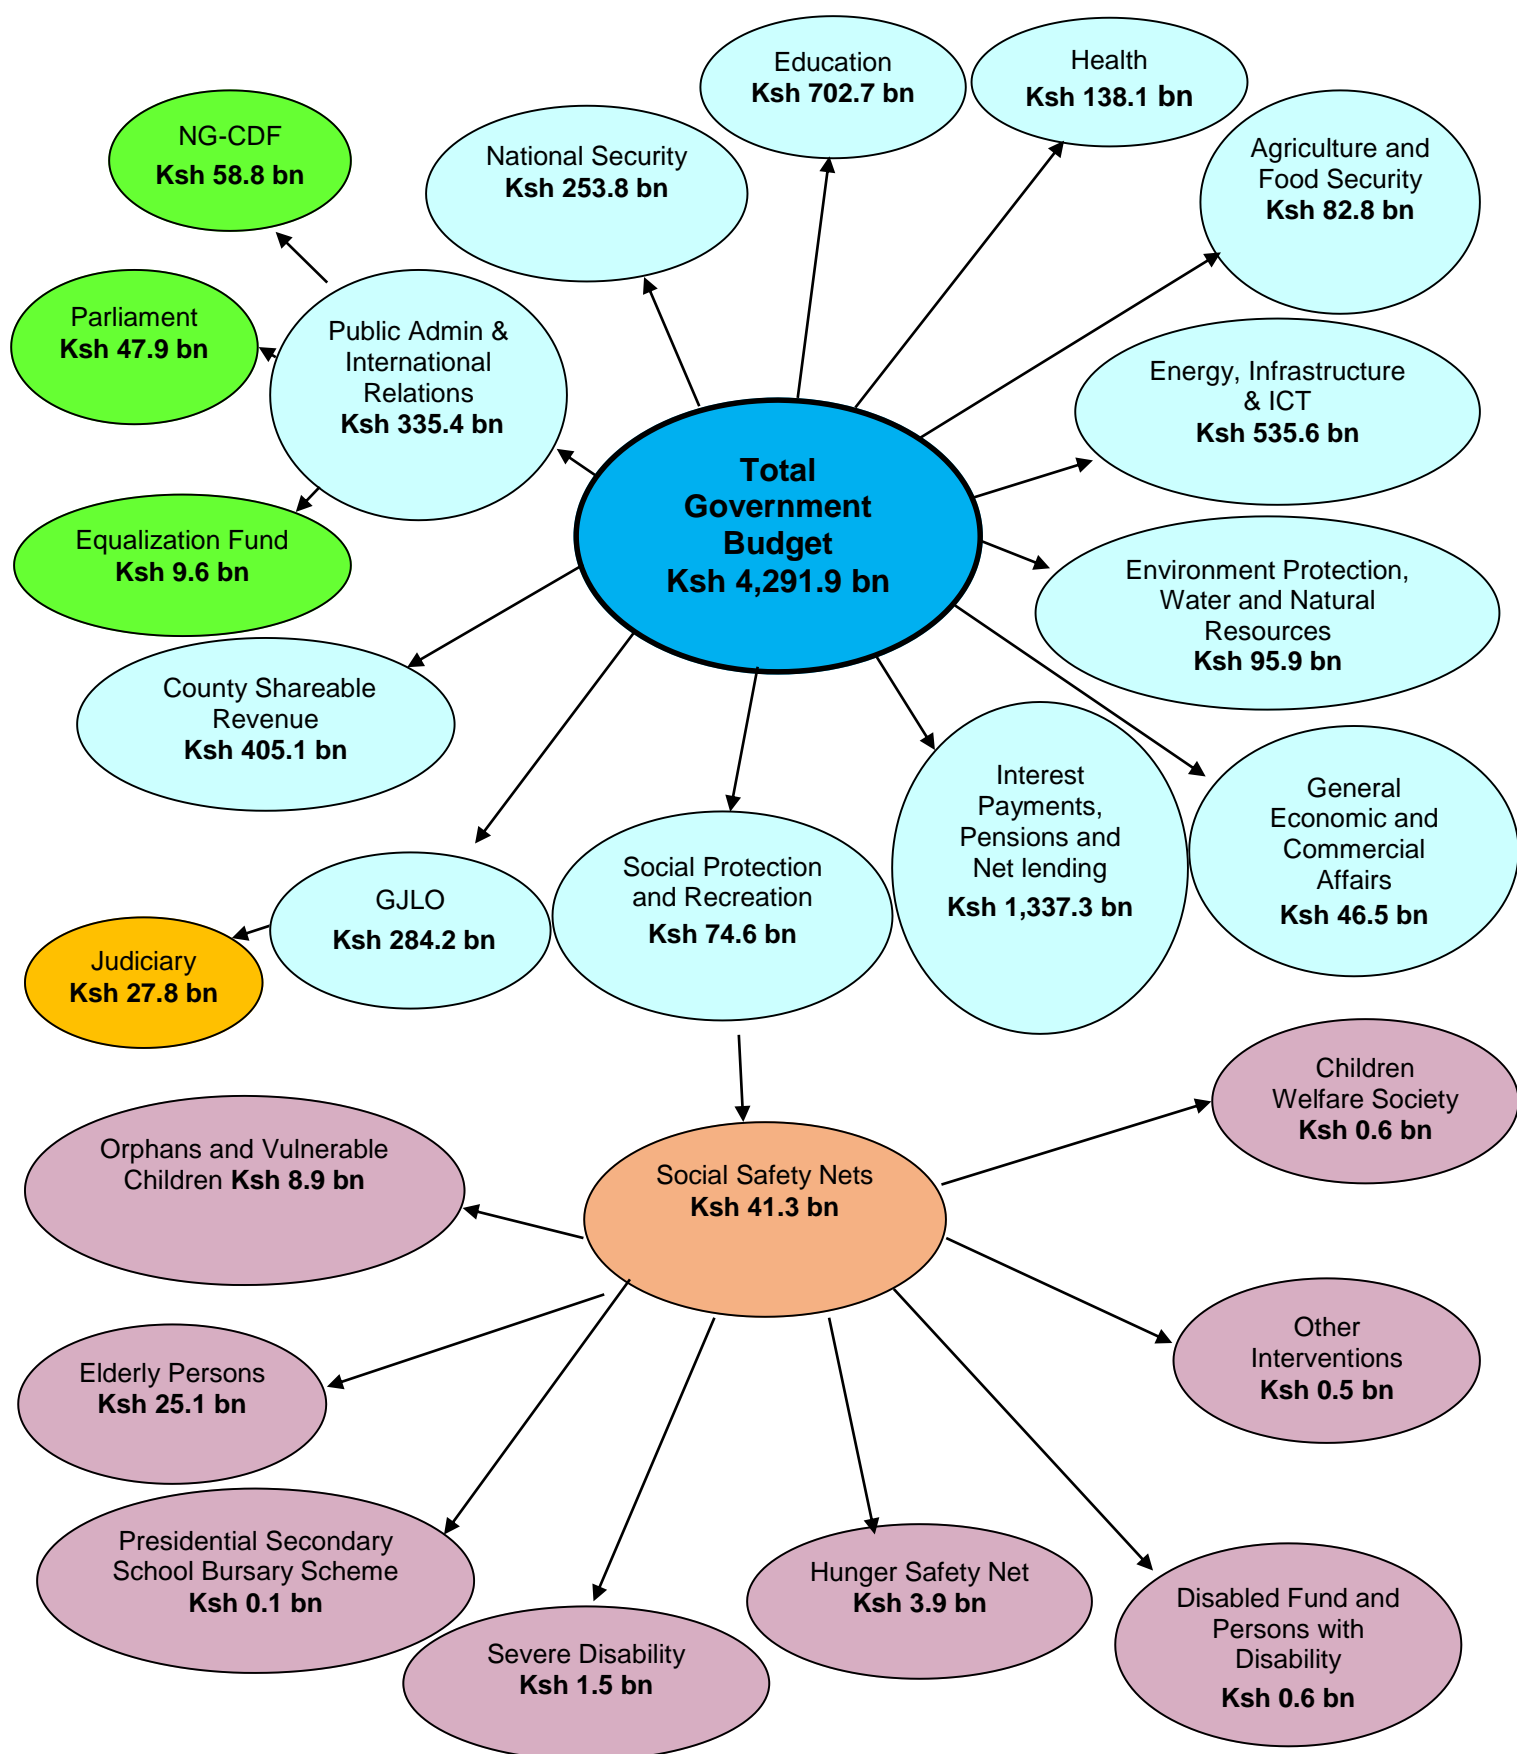 Education
Ksh 702.7 bn
Health
Ksh 138.1 bn
NG-CDF
Ksh 58.8 bn
National Security
Ksh 253.8 bn
Agriculture and
Food Security
Ksh 82.8 bn
Parliament
Ksh 47.9 bn
Public Admin &
International
Relations
Ksh 335.4 bn
Energy, Infrastructure
& ICT
Ksh 535.6 bn
Total
Government
Budget
Ksh 4,291.9 bn
Equalization Fund
Ksh 9.6 bn
Environment Protection,
Water and Natural
Resources
Ksh 95.9 bn
County Shareable
Revenue
Ksh 405.1 bn
Interest
Payments,
Pensions and
Net lending
Ksh 1,337.3 bn
General
Economic and
Commercial
Affairs
Ksh 46.5 bn
Social Protection
and Recreation
Ksh 74.6 bn
GJLO
Ksh 284.2 bn
Judiciary
Ksh 27.8 bn
Children
Welfare Society
Ksh 0.6 bn
Orphans and Vulnerable
Children Ksh 8.9 bn
Social Safety Nets
Ksh 41.3 bn
Other
Interventions
Ksh 0.5 bn
Elderly Persons
Ksh 25.1 bn
Presidential Secondary
School Bursary Scheme
Ksh 0.1 bn
Hunger Safety Net
Ksh 3.9 bn
Disabled Fund and
Persons with
Disability
Ksh 0.6 bn
Severe Disability
Ksh 1.5 bn